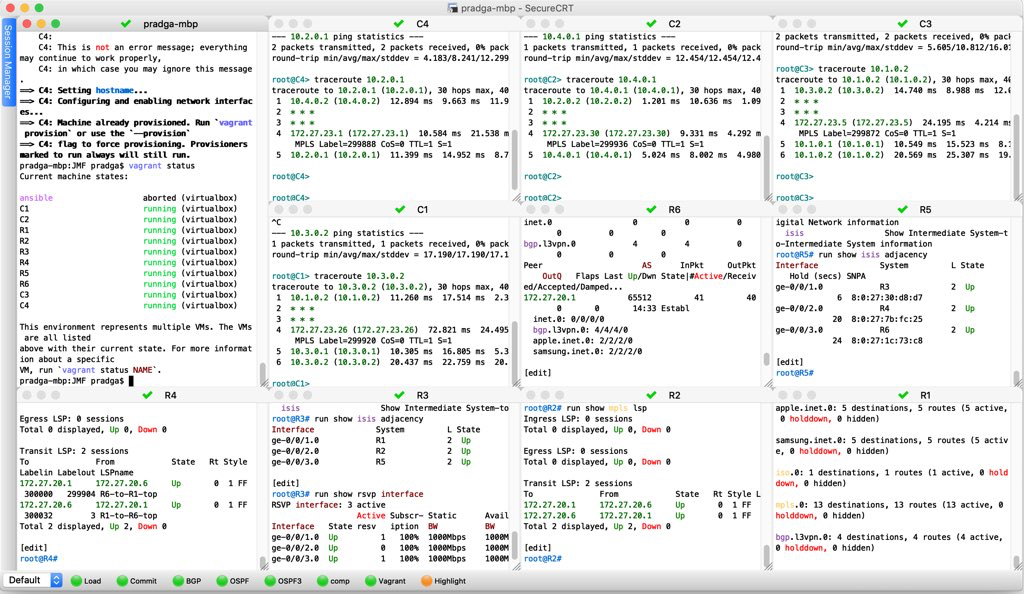 pradga-mbp - SecureCRT
Session Manager
pradga-mbp
C4:
C4: This is not an error message; everything
may continue to work properly,
C4: in which case you may ignore this message
.
==> C4: Setting hostname...
==> C4: Configuring and enabling network interfac
es...
==> C4: Machine already provisioned. Run `vagrant
provision` or use the `--provision`
==> C4: flag to force provisioning. Provisioners
marked to run always will still run.
pradga-mbp:JMF pradga$ vagrant status
Current machine states:
ansible aborted (virtualbox)
C1 running (virtualbox)
C2 running (virtualbox)
R1 running (virtualbox)
R2 running (virtualbox)
R3 running (virtualbox)
R4 running (virtualbox)
R5 running (virtualbox)
R6 running (virtualbox)
C3 running (virtualbox)
C4 running (virtualbox)
This environment represents multiple VMs. The VMs
are all listed
above with their current state. For more informat
ion about a specific
VM, run `vagrant status NAME`.
pradga-mbp:JMF pradga$
C4
--- 10.2.0.1 ping statistics ---
2 packets transmitted, 2 packets received, 0% pack
round-trip min/avg/max/stddev = 4.183/8.241/12.299
root@C4> traceroute 10.2.0.1
traceroute to 10.2.0.1 (10.2.0.1), 30 hops max, 40
1 10.4.0.2 (10.4.0.2) 12.894 ms 9.663 ms 11.9
2 * * *
3 * * *
4 172.27.23.1 (172.27.23.1) 10.584 ms 21.538 m
MPLS Label=299888 CoS=0 TTL=1 S=1
5 10.2.0.1 (10.2.0.1) 11.399 ms 14.952 ms 8.7
root@C4>
root@C4>
C2
--- 10.4.0.1 ping statistics ---
1 packets transmitted, 1 packets received, 0% pack
round-trip min/avg/max/stddev = 12.454/12.454/12.4
root@C2> traceroute 10.4.0.1
traceroute to 10.4.0.1 (10.4.0.1), 30 hops max, 40
1 10.2.0.2 (10.2.0.2) 1.201 ms 10.636 ms 1.09
2 * * *
3 * * *
4 172.27.23.30 (172.27.23.30) 9.331 ms 4.292 m
MPLS Label=299936 CoS=0 TTL=1 S=1
5 10.4.0.1 (10.4.0.1) 5.024 ms 8.002 ms 4.980
root@C2>
root@C2>
C3
2 packets transmitted, 2 packets received, 0% pack
round-trip min/avg/max/stddev = 5.605/10.812/16.01
root@C3> traceroute 10.1.0.2
traceroute to 10.1.0.2 (10.1.0.2), 30 hops max, 40
1 10.3.0.2 (10.3.0.2) 14.740 ms 8.988 ms 12.
2 * * *
3 * * *
4 172.27.23.5 (172.27.23.5) 24.195 ms 4.214 m
MPLS Label=299872 CoS=0 TTL=1 S=1
5 10.1.0.1 (10.1.0.1) 10.549 ms 15.523 ms 8.
6 10.1.0.2 (10.1.0.2) 20.569 ms 25.307 ms 19.
root@C3>
root@C3>
C1
^C
--- 10.3.0.2 ping statistics ---
1 packets transmitted, 1 packets received, 0% pack
round-trip min/avg/max/stddev = 17.190/17.190/17.1
root@C1> traceroute 10.3.0.2
traceroute to 10.3.0.2 (10.3.0.2), 30 hops max, 40
1 10.1.0.2 (10.1.0.2) 11.260 ms 17.514 ms 2.3
2 * * *
3 * * *
4 172.27.23.26 (172.27.23.26) 72.821 ms 24.495
MPLS Label=299920 CoS=0 TTL=1 S=1
5 10.3.0.1 (10.3.0.1) 10.305 ms 16.805 ms 5.3
6 10.3.0.2 (10.3.0.2) 20.437 ms 22.759 ms 20.
root@C1>
R6
inet.0 0 0 0
0 0 0
bgp.l3vpn.0 4 4 0
0 0 0
Peer AS InPkt OutPkt
OutQ Flaps Last Up/Dwn State|#Active/Receiv
ed/Accepted/Damped...
172.27.20.1 65512 41 40
0 0 14:33 Establ
inet.0: 0/0/0/0
bgp.l3vpn.0: 4/4/4/0
apple.inet.0: 2/2/2/0
samsung.inet.0: 2/2/2/0
[edit]
R5
igital Network information
isis Show Intermediate System-t
o-Intermediate System information
root@R5# run show isis adjacency
Interface System L State
Hold (secs) SNPA
ge-0/0/1.0 R3 2 Up
6 8:0:27:30:d8:d7
ge-0/0/2.0 R4 2 Up
20 8:0:27:7b:fc:25
ge-0/0/3.0 R6 2 Up
24 8:0:27:1c:73:c8
[edit]
root@R5#
R4
Egress LSP: 0 sessions
Total 0 displayed, Up 0, Down 0
Transit LSP: 2 sessions
To From State Rt Style
Labelin Labelout LSPname
172.27.20.1 172.27.20.6 Up 0 1 FF
300000 299904 R6-to-R1-top
172.27.20.6 172.27.20.1 Up 0 1 FF
300032 3 R1-to-R6-top
Total 2 displayed, Up 2, Down 0
[edit]
root@R4#
R3
isis Show Intermediate System-to
root@R3# run show isis adjacency
Interface System L State
ge-0/0/1.0 R1 2 Up
ge-0/0/2.0 R2 2 Up
ge-0/0/3.0 R5 2 Up
[edit]
root@R3# run show rsvp interface
RSVP interface: 3 active
Active Subscr- Static Avail
Interface State resv iption BW BW
ge-0/0/1.0 Up 1 100% 1000Mbps 1000M
ge-0/0/2.0 Up 0 100% 1000Mbps 1000M
ge-0/0/3.0 Up 1 100% 1000Mbps 1000M
R2
root@R2# run show mpls lsp
Ingress LSP: 0 sessions
Total 0 displayed, Up 0, Down 0
Egress LSP: 0 sessions
Total 0 displayed, Up 0, Down 0
Transit LSP: 2 sessions
To From State Rt Style L
172.27.20.1 172.27.20.6 Up 0 1 FF
172.27.20.6 172.27.20.1 Up 0 1 FF
Total 2 displayed, Up 2, Down 0
[edit]
root@R2#
R1
apple.inet.0: 5 destinations, 5 routes (5 active,
0 holddown, 0 hidden)
samsung.inet.0: 5 destinations, 5 routes (5 activ
e, 0 holddown, 0 hidden)
iso.0: 1 destinations, 1 routes (1 active, 0 hold
down, 0 hidden)
mpls.0: 13 destinations, 13 routes (13 active, 0
holddown, 0 hidden)
bgp.l3vpn.0: 4 destinations, 4 routes (4 active,
0 holddown, 0 hidden)
Default Load Commit BGP OSPF OSPF3 comp Vagrant Highlight